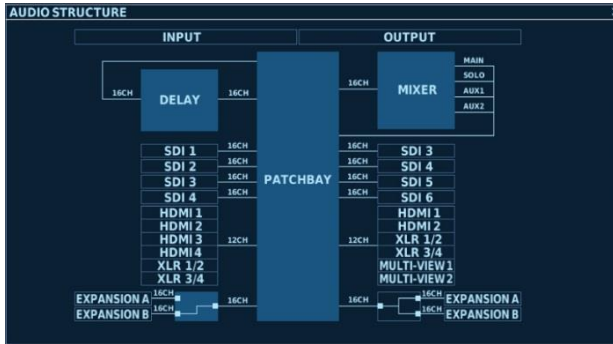 AUDIO STRUCTURE
INPUT
OUTPUT
16CH
DELAY
16CH
PATCHBAY
16CH
MIXER
MAIN
SOLO
AUX1
AUX2
SDI 1
16CH
SDI 2
16CH
SDI 3
16CH
SDI 4
16CH
HDMI 1
HDMI 2
HDMI 3
HDMI 4
XLR 1/2
XLR 3/4
12CH
16CH
SDI 3
16CH
SDI 4
16CH
SDI 5
16CH
SDI 6
12CH
HDMI 1
HDMI 2
XLR 1/2
XLR 3/4
MULTI-VIEW 1
MULTI-VIEW 2
EXPANSION A
16CH
EXPANSION B
16CH
16CH
16CH
16CH
EXPANSION A
16CH
EXPANSION B